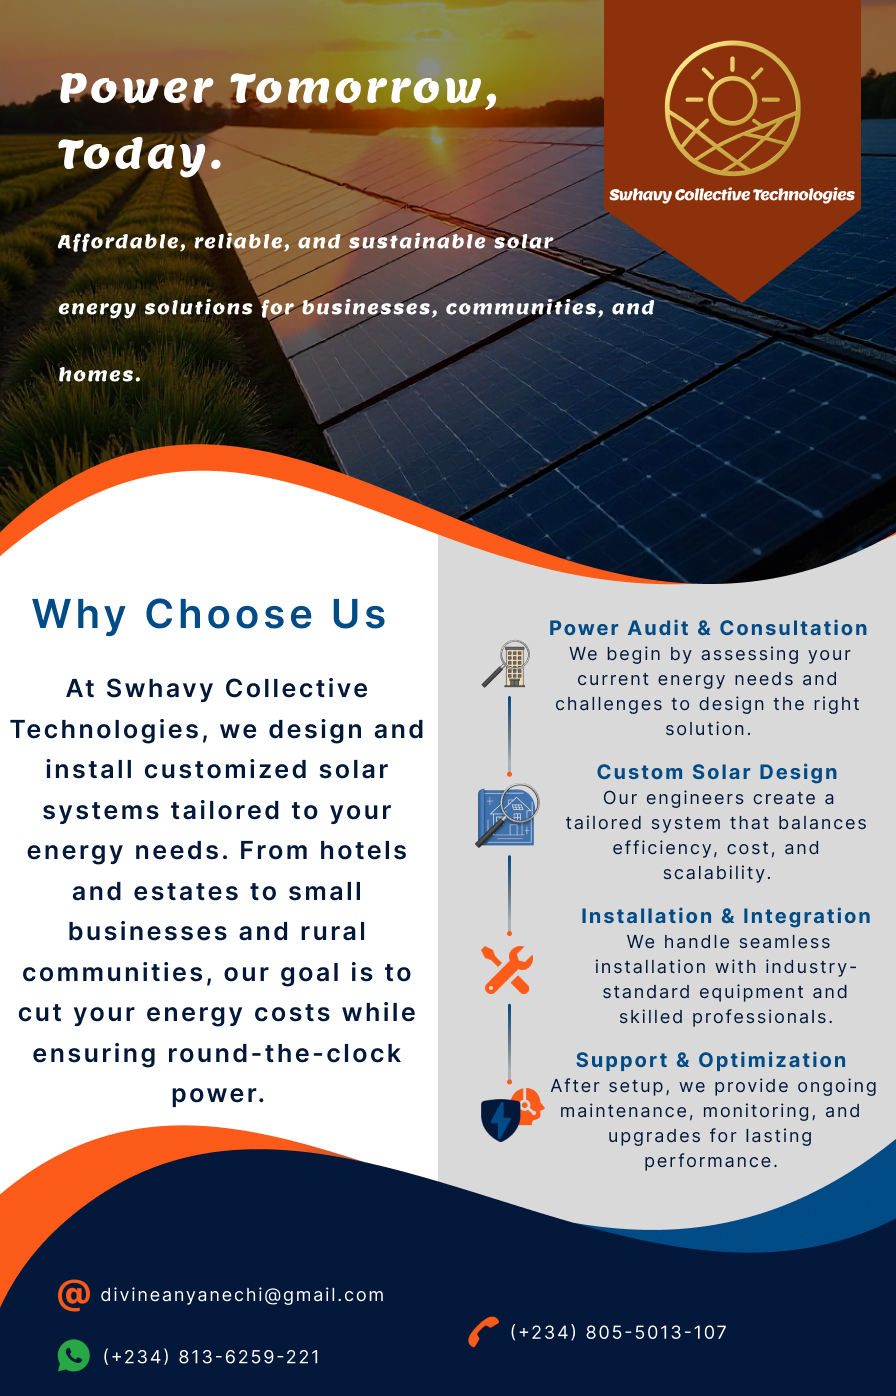 Power Tomorrow,
Today.
Affordable, reliable, and sustainable solar
energy solutions for businesses, communities, and
homes.
Swhavy Collective Technologies
Why Choose Us
At Swhavy Collective
Technologies, we design and
install customized solar
systems tailored to your
energy needs. From hotels
and estates to small
businesses and rural
communities, our goal is to
cut your energy costs while
ensuring round-the-clock
power.
Power Audit & Consultation
We begin by assessing your
current energy needs and
challenges to design the right
solution.
Custom Solar Design
Our engineers create a
tailored system that balances
efficiency, cost, and
scalability.
Installation & Integration
We handle seamless
installation with industry-
standard equipment and
skilled professionals.
Support & Optimization
After setup, we provide ongoing
maintenance, monitoring, and
upgrades for lasting
performance.
@ divineanyanechi@gmail.com
(+234) 813-6259-221
(+234) 805-5013-107